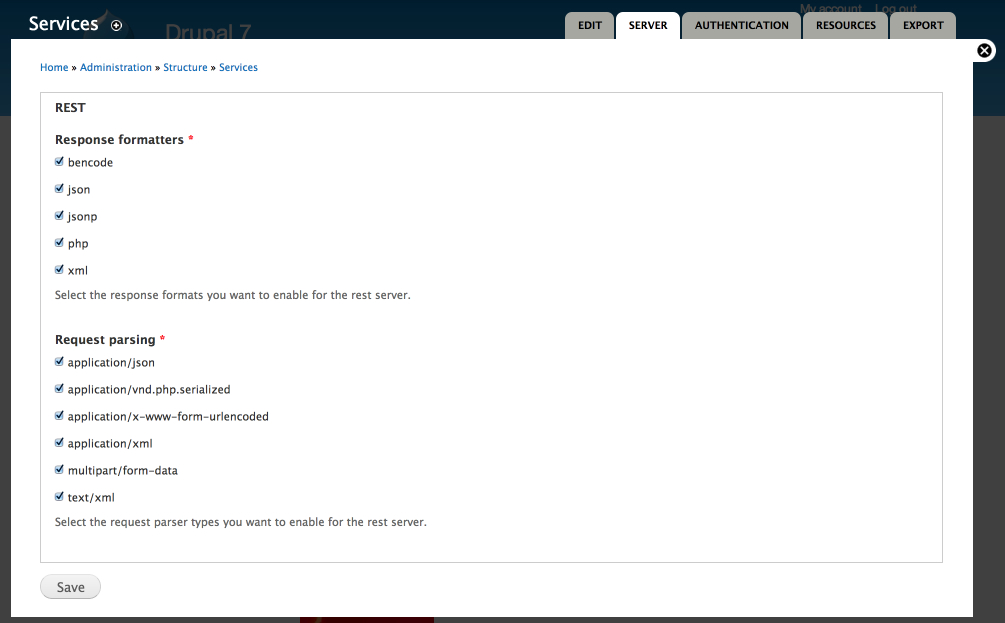 Services
Drupal 7
My account Log out
EDIT
SERVER
AUTHENTICATION
RESOURCES
EXPORT
Home » Administration » Structure » Services
REST
Response formatters *
bencode
json
jsonp
php
xml
Select the response formats you want to enable for the rest server.
Request parsing *
application/json
application/vnd.php.serialized
application/x-www-form-urlencoded
application/xml
multipart/form-data
text/xml
Select the request parser types you want to enable for the rest server.
Save